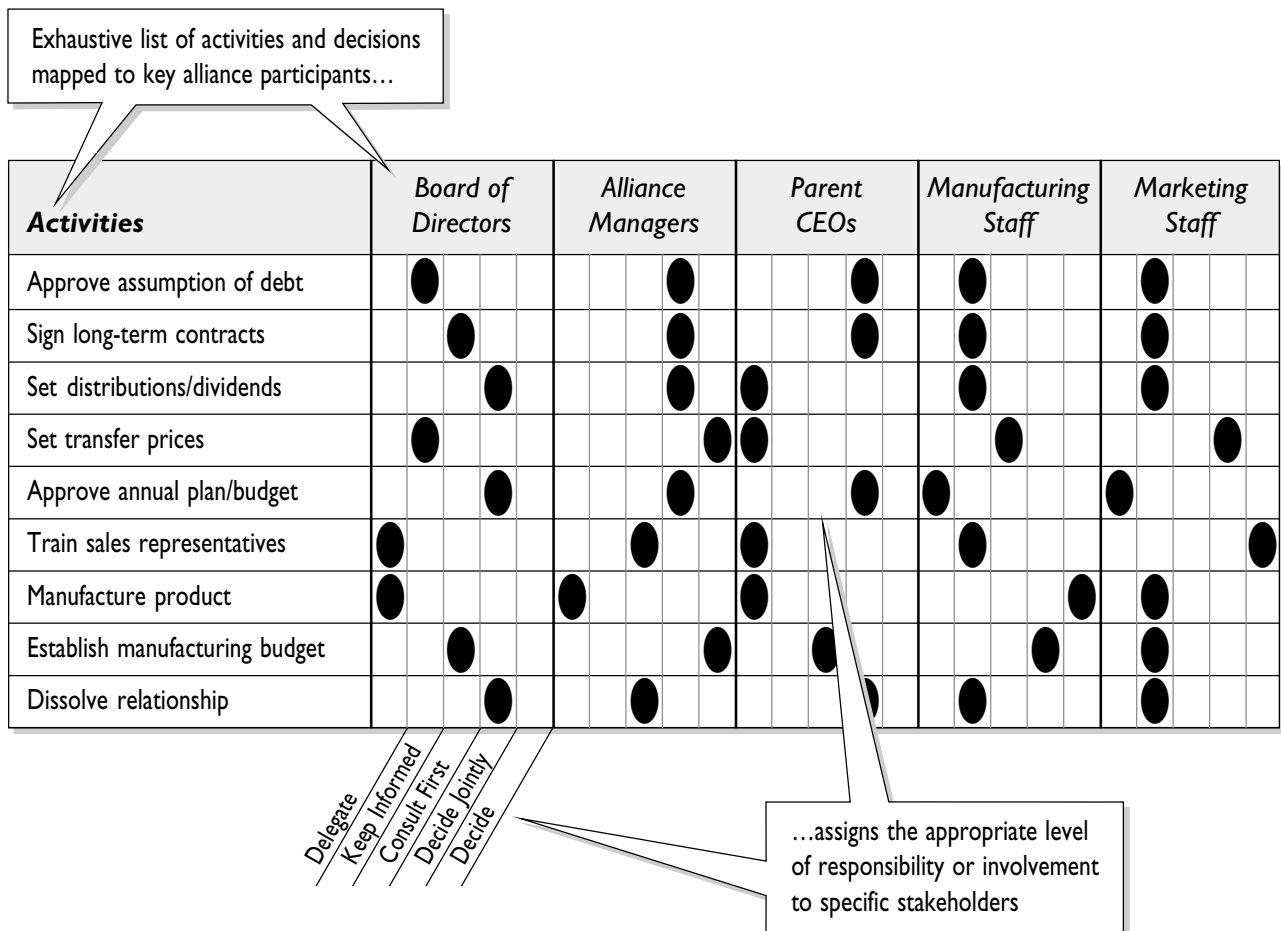 Exhaustive list of activities and decisions
mapped to key alliance participants…
Activities
Board of
Directors
Alliance
Managers
Parent
CEOs
Manufacturing
Staff
Marketing
Staff
Approve assumption of debt
Sign long-term contracts
Set distributions/dividends
Set transfer prices
Approve annual plan/budget
Train sales representatives
Manufacture product
Establish manufacturing budget
Dissolve relationship
Delegate
Keep Informed
Consult First
Decide Jointly
Decide
…assigns the appropriate level
of responsibility or involvement
to specific stakeholders